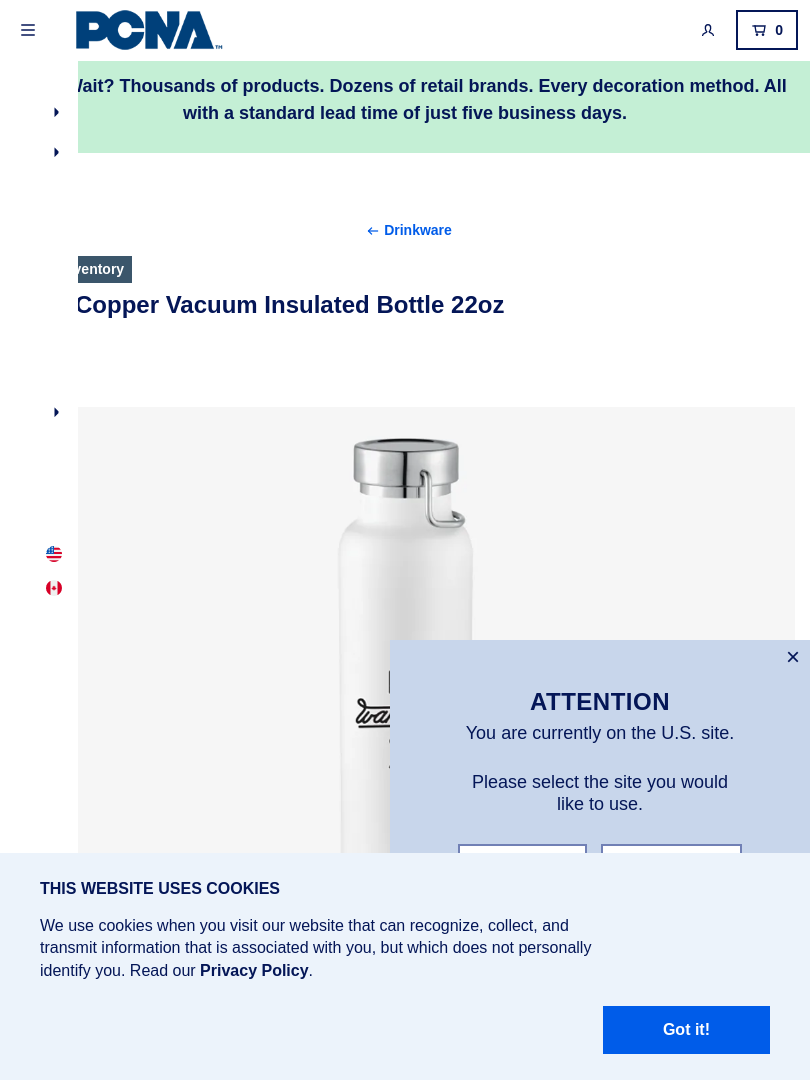 PCNA™
0
Wait? Thousands of products. Dozens of retail brands. Every decoration method. All
with a standard lead time of just five business days.
Drinkware
Copper Vacuum Insulated Bottle 22oz
ATTENTION
You are currently on the U.S. site.
Please select the site you would
like to use.
THIS WEBSITE USES COOKIES
We use cookies when you visit our website that can recognize, collect, and
transmit information that is associated with you, but which does not personally
identify you. Read our Privacy Policy.
Got it!